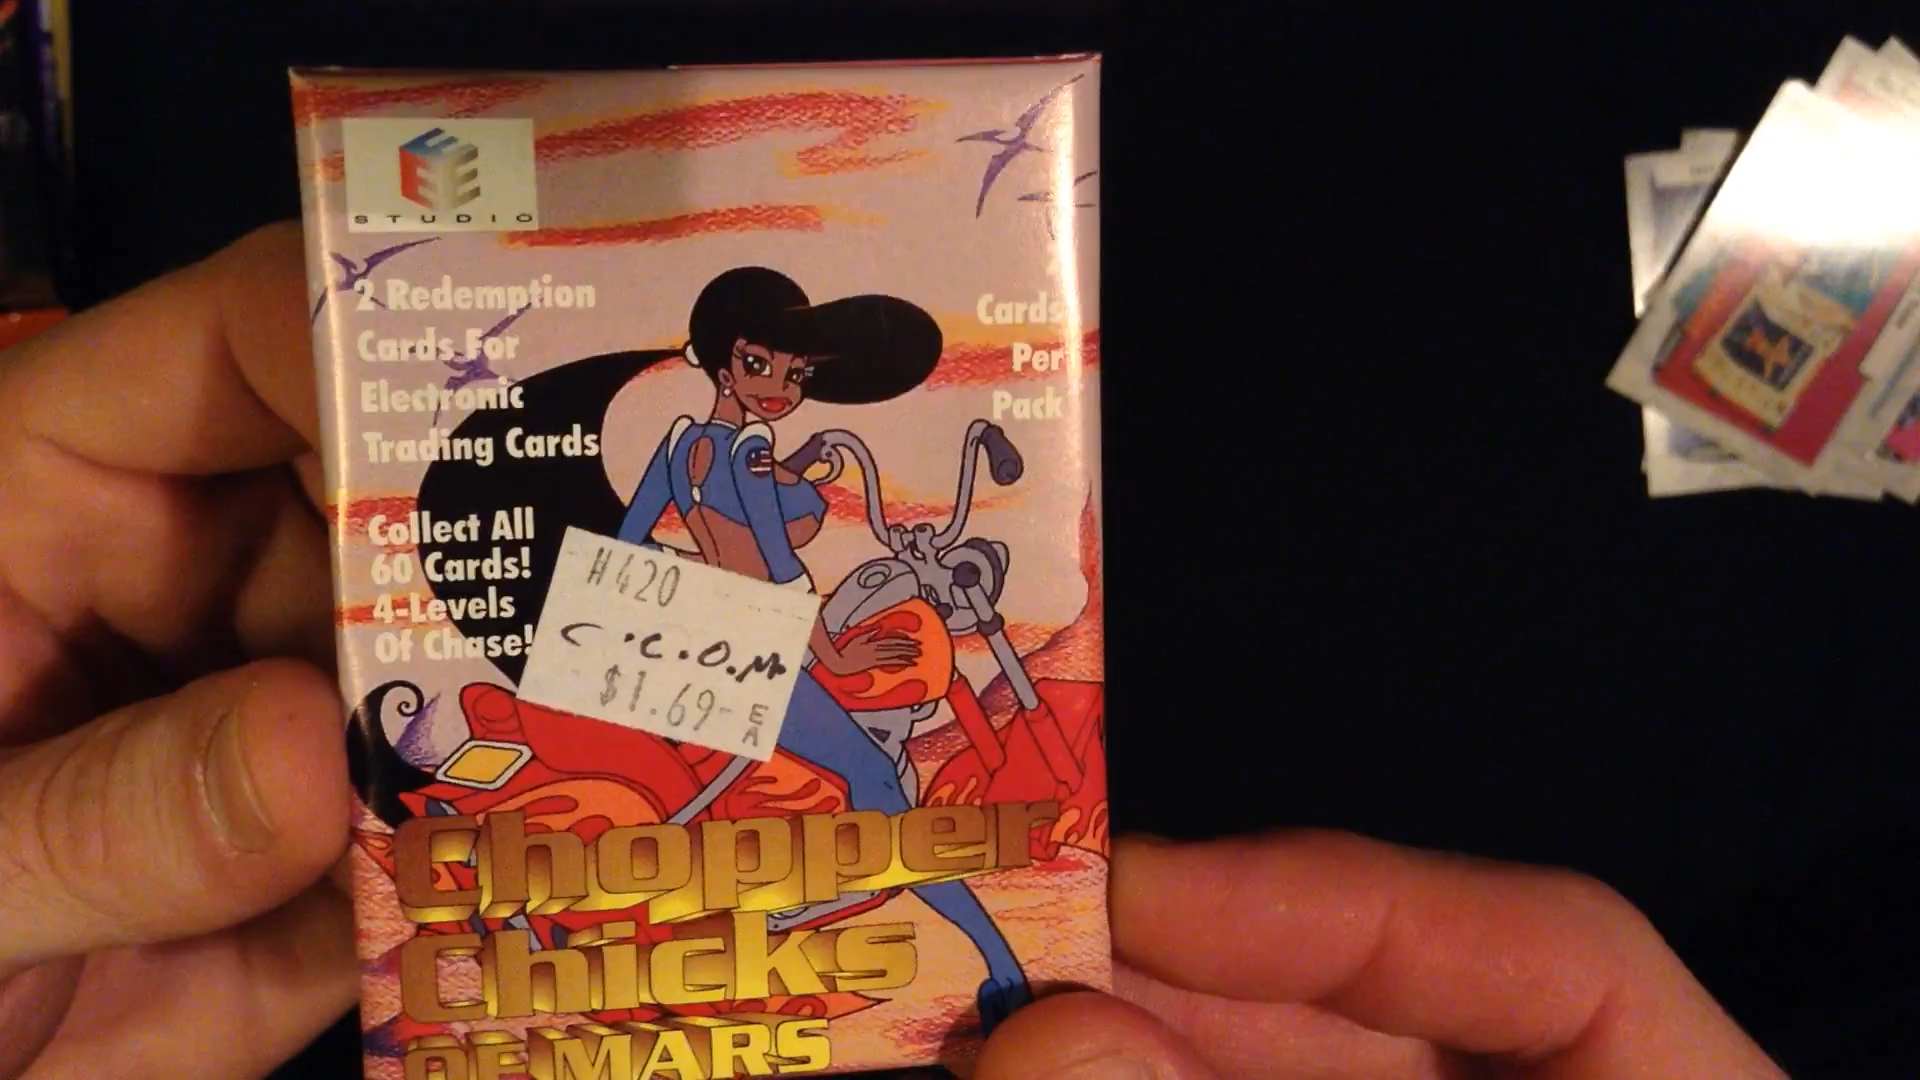 STUDIO
2 Redemption
Cards For
Electronic
Trading Cards
Cards
Per
Pack
Collect All
60 Cards!
4-Levels
Of Chase!
#420
C.C.O.M
$1.69 EA
Chopper
Chicks
OF MARS